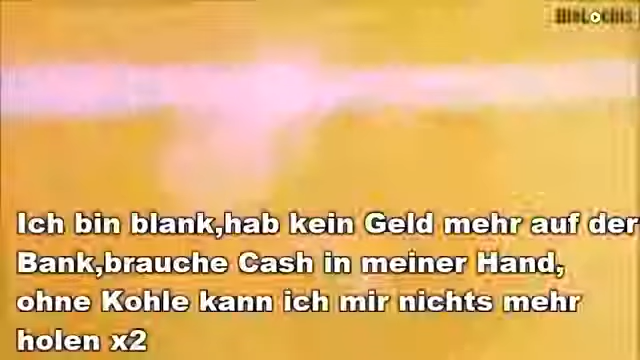 Ich bin blank,hab kein Geld mehr auf der
Bank,brauche Cash in meiner Hand,
ohne Kohle kann ich mir nichts mehr
holen x2